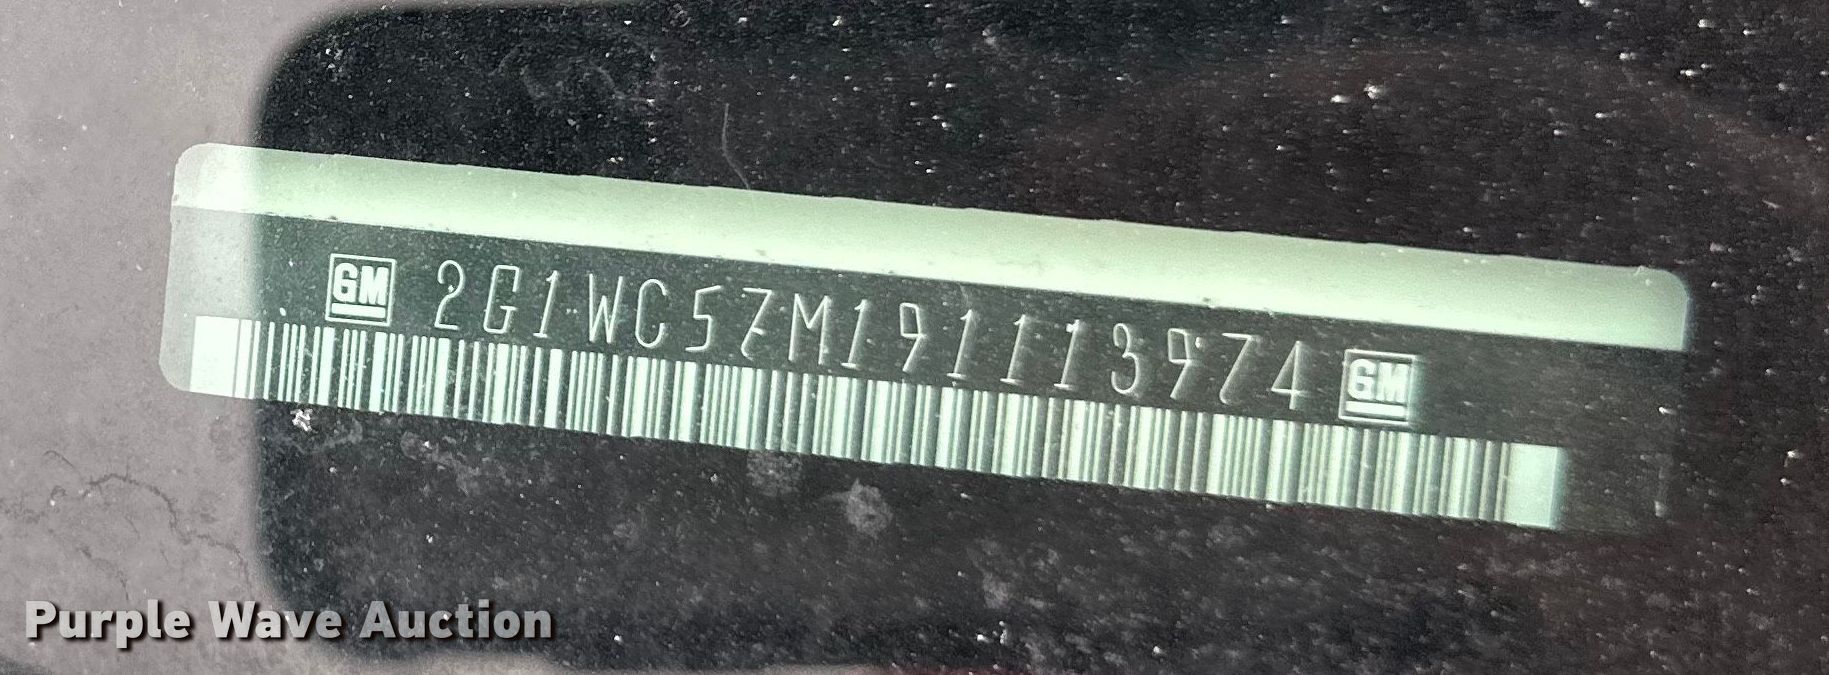 GM 2G1WC57M191113974 GM
Purple Wave Auction